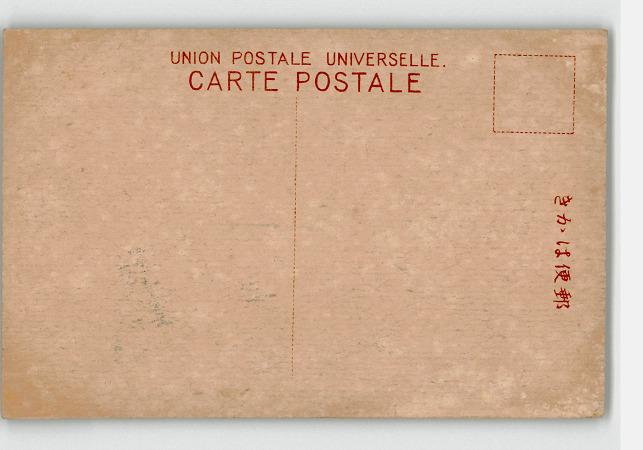 UNION POSTALE UNIVERSELLE.
CARTE POSTALE
きかは便郵